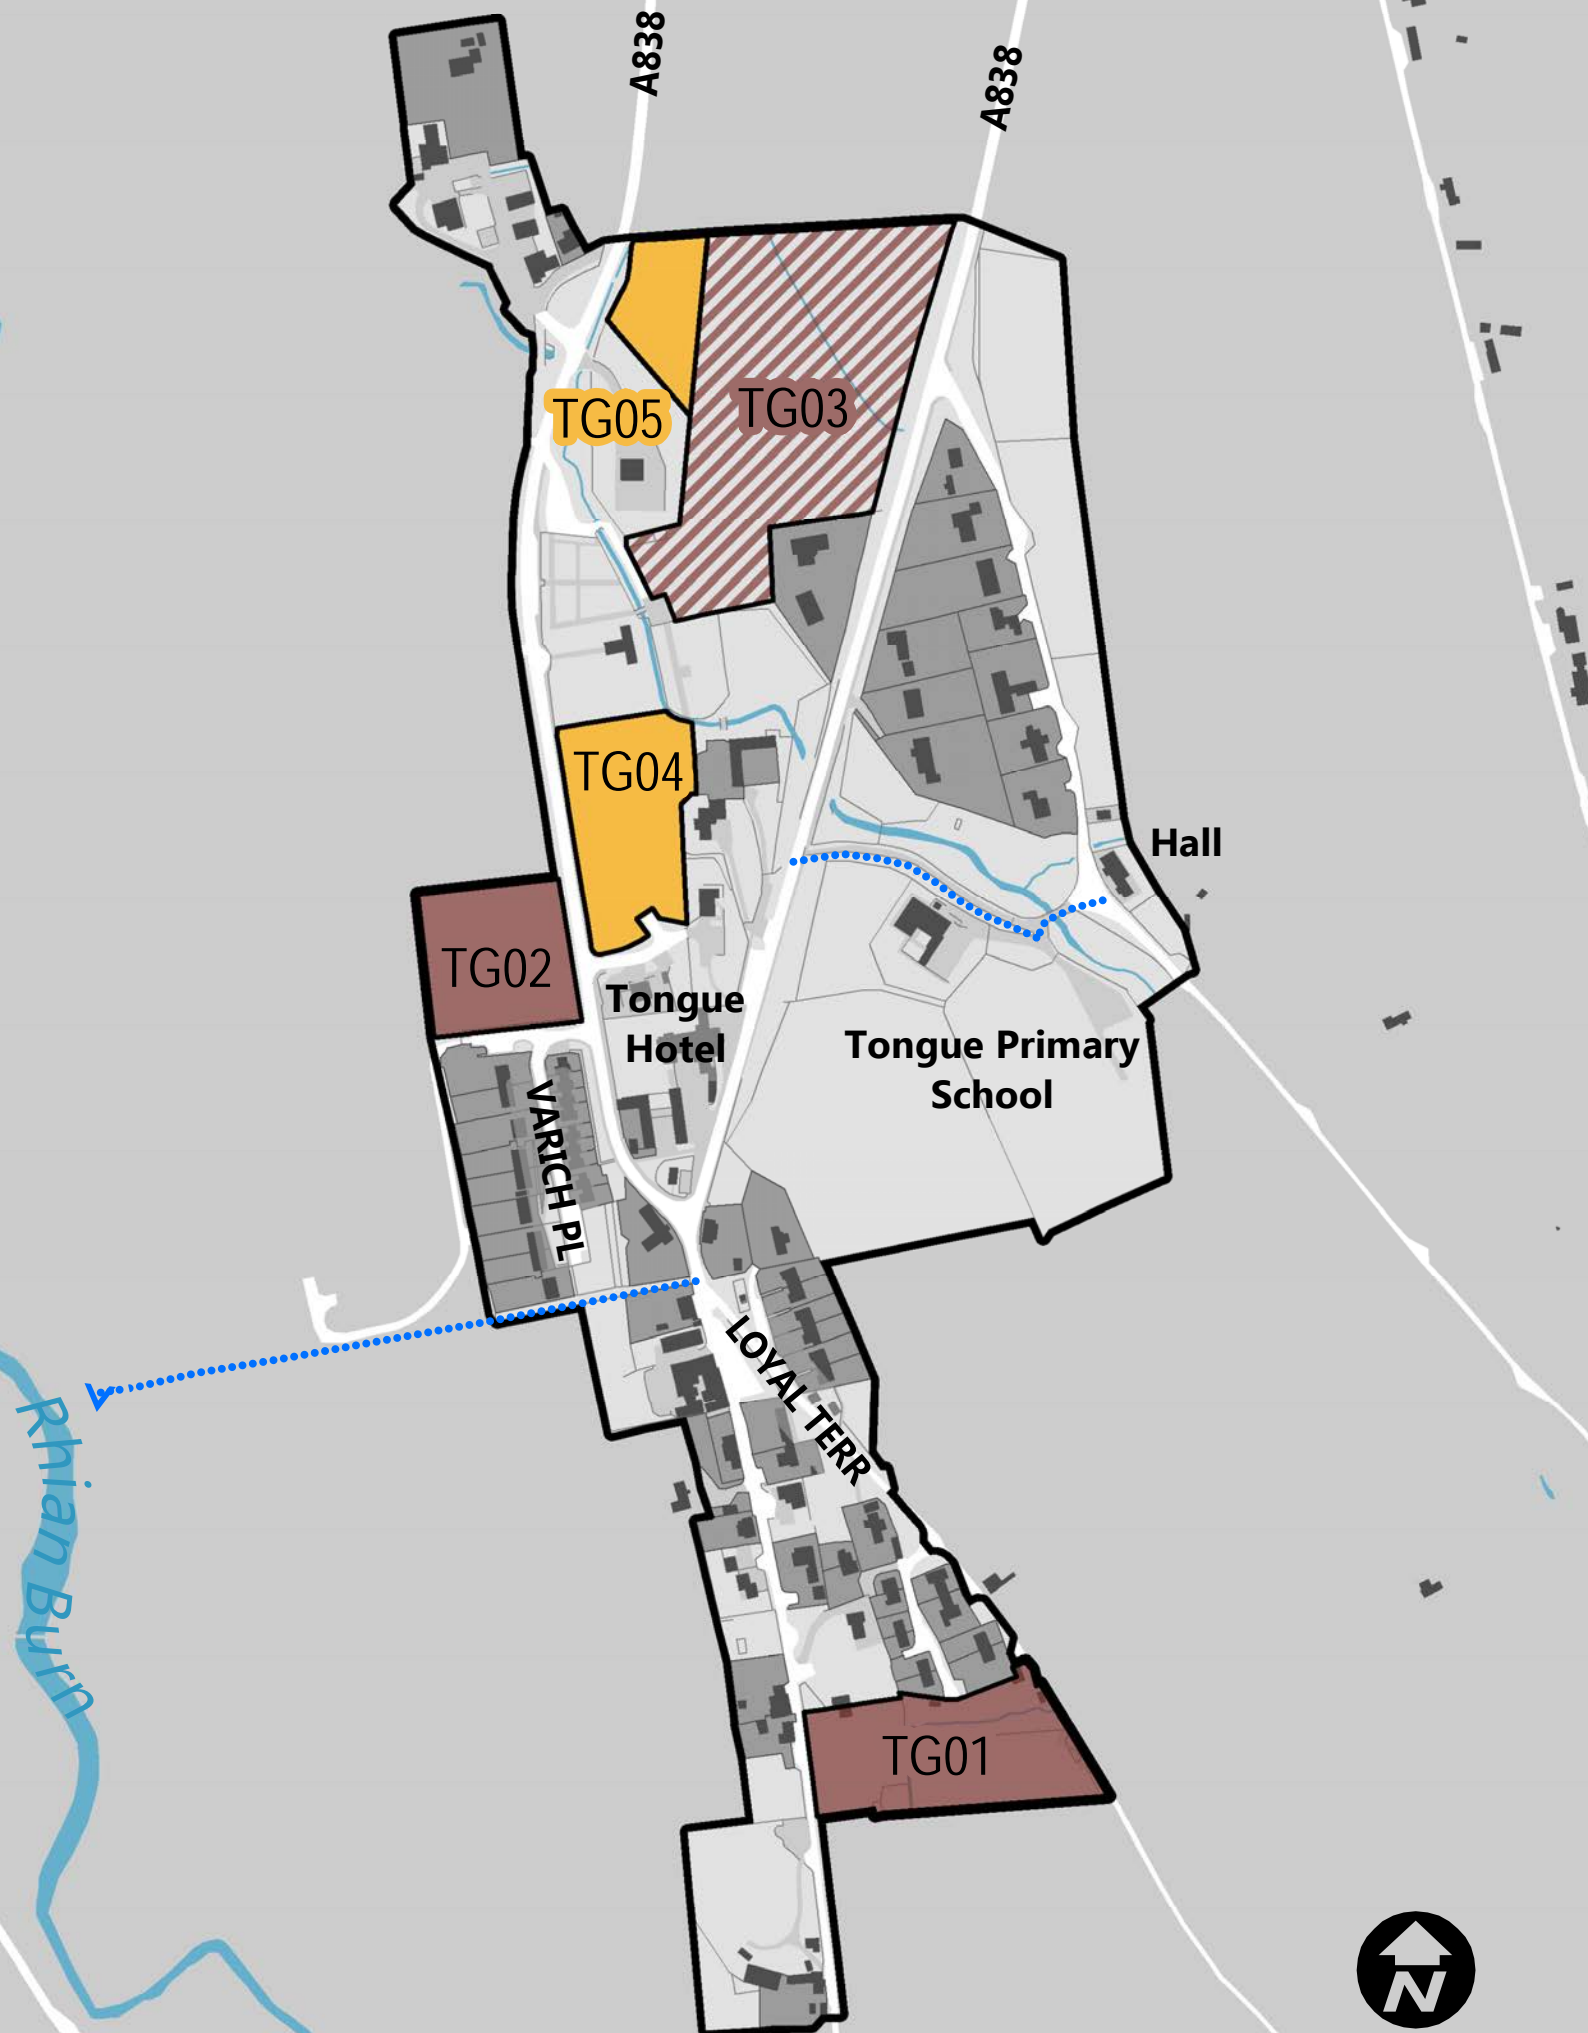 A838
A838
TG05
TG03
TG04
Hall
TG02
Tongue
Hotel
Tongue Primary
School
VARICH PL
LOYAL TERR
Rhian Burn
TG01
N